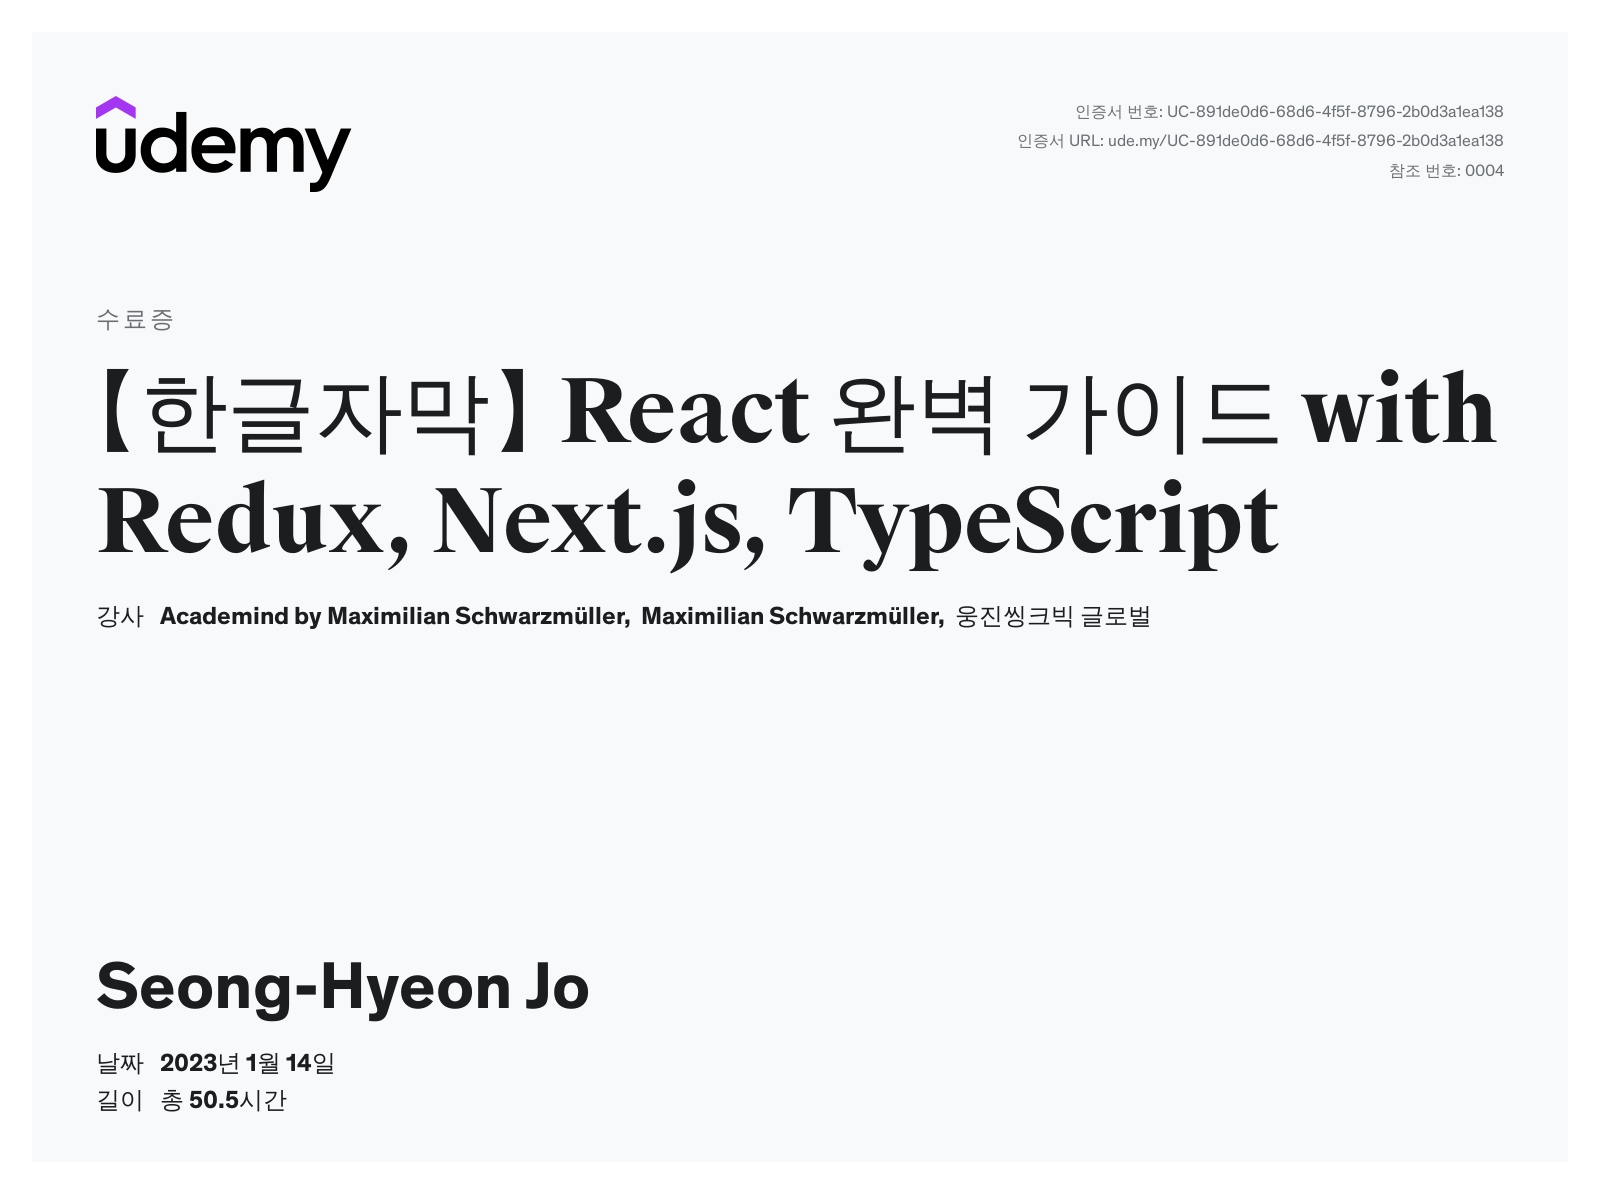 udemy
인증서 번호: UC-891de0d6-68d6-4f5f-8796-2b0d3a1ea138
인증서 URL: ude.my/UC-891de0d6-68d6-4f5f-8796-2b0d3a1ea138
참조 번호: 0004
수료증
【한글자막】 React 완벽 가이드 with
Redux, Next.js, TypeScript
강사 Academind by Maximilian Schwarzmüller, Maximilian Schwarzmüller, 웅진씽크빅 글로벌
Seong-Hyeon Jo
날짜 2023년 1월 14일
길이 총 50.5시간